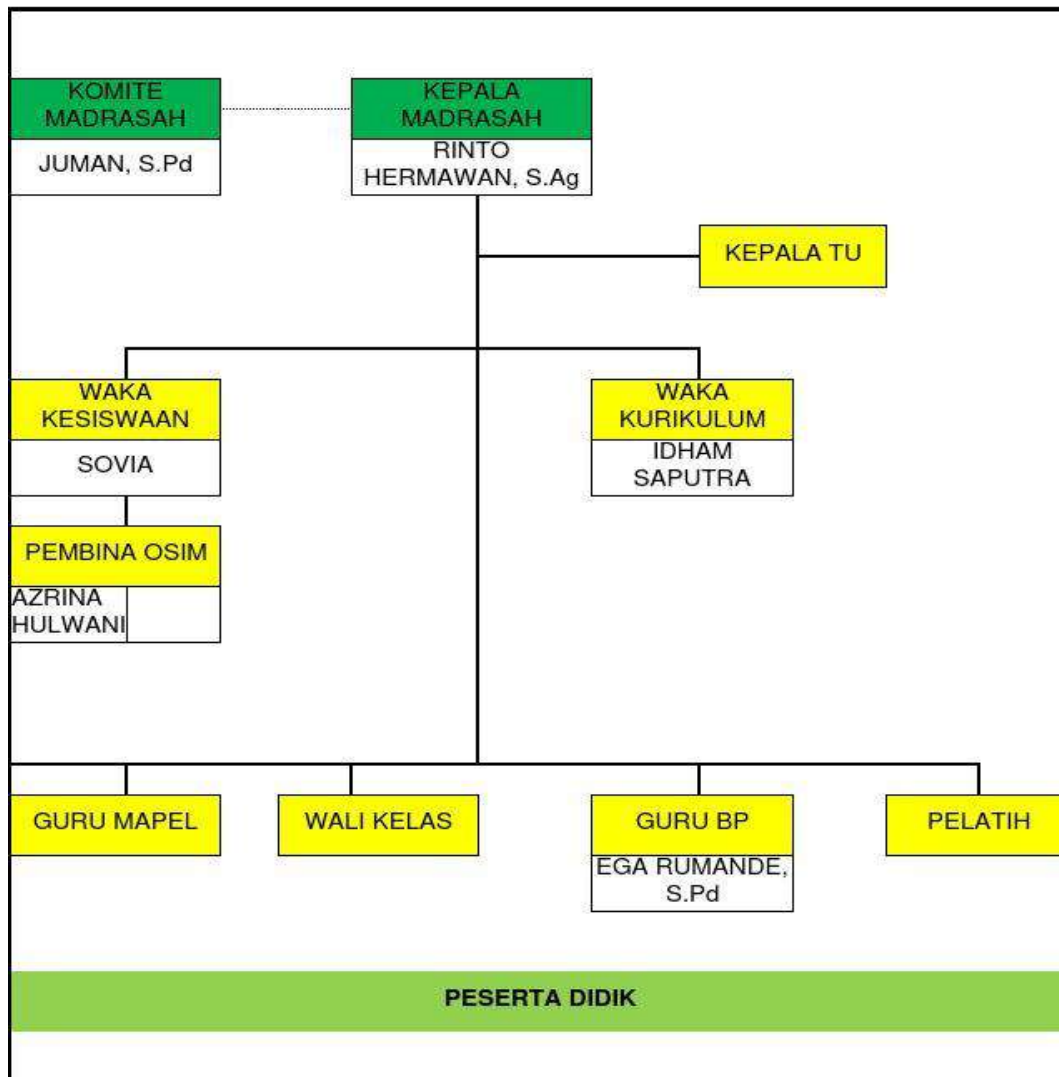 KOMITE
MADRASAH
KEPALA
MADRASAH
JUMAN, S.Pd
RINTO
HERMAWAN, S.Ag
KEPALA TU
WAKA
KESISWAAN
WAKA
KURIKULUM
SOVIA
IDHAM
SAPUTRA
PEMBINA OSIM
AZRINA
HULWANI
GURU MAPEL
WALI KELAS
GURU BP
PELATIH
EGA RUMANDE,
S.Pd
PESERTA DIDIK